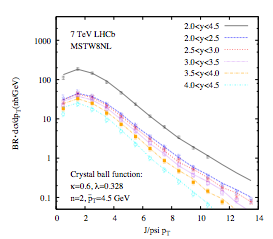 7 TeV LHCb
MSTW8NL
2.0<y<4.5
2.0<y<2.5
2.5<y<3.0
3.0<y<3.5
3.5<y<4.0
4.0<y<4.5
BR×dσ/dp_T(nb/GeV)
1000
100
10
1
0.1
Crystal ball function:
κ=0.6, λ=0.328
n=2, p̄_T=4.5 GeV
0 2 4 6 8 10 12 14
J/psi p_T